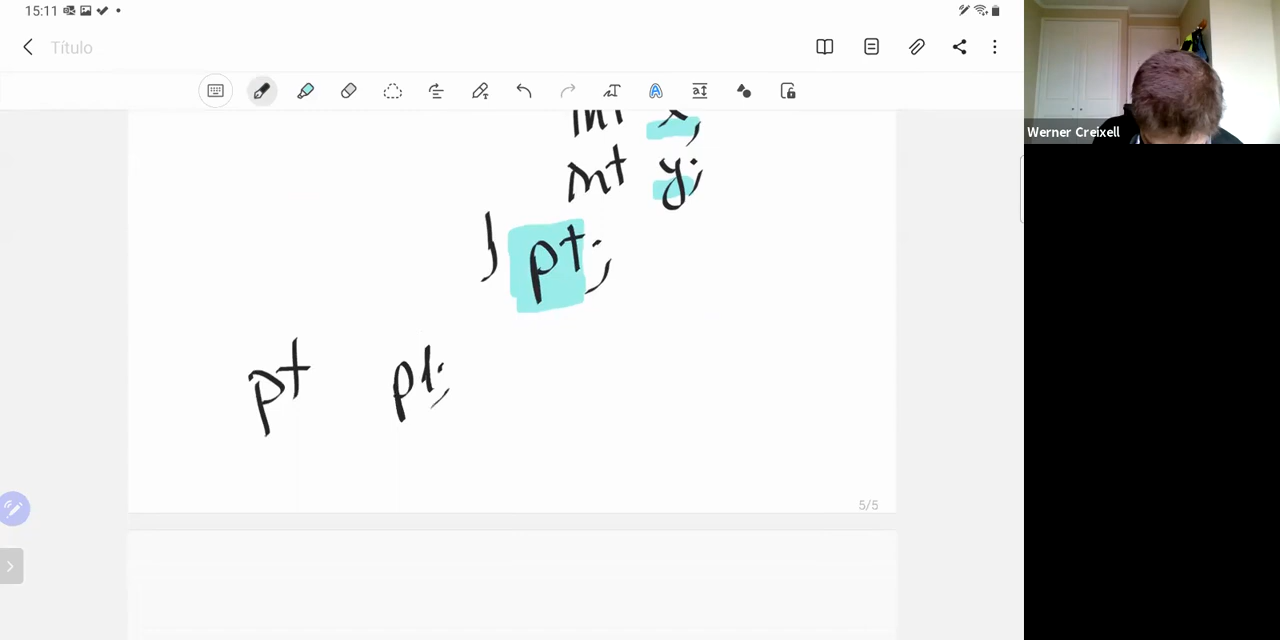 15:11
Título
int x;
int y;
} pt;
pt pt;
5/5
Werner Creixell